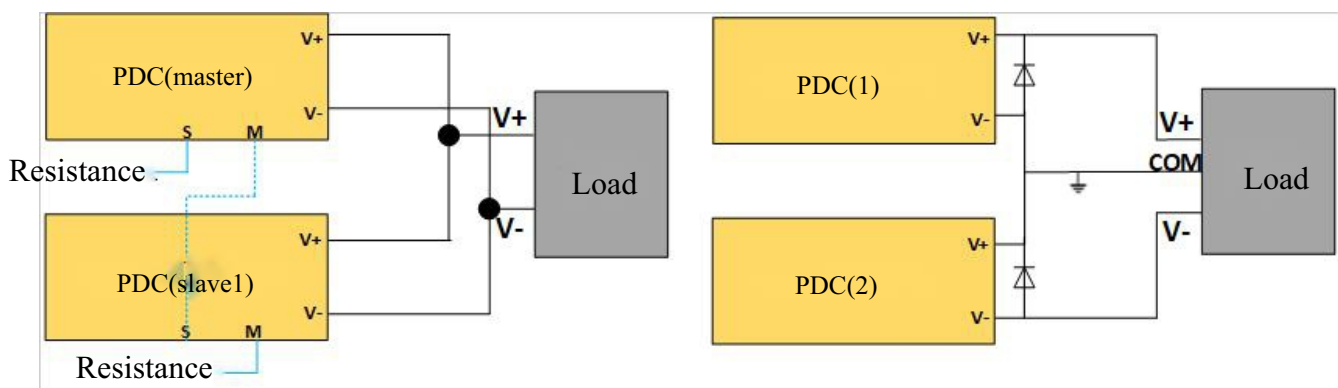 PDC(master)
V+
V-
S
M
Resistance
PDC(slave1)
V+
V-
S
M
Resistance
V+
V-
Load
PDC(1)
V+
V-
PDC(2)
V+
V-
V+
COM
V-
Load